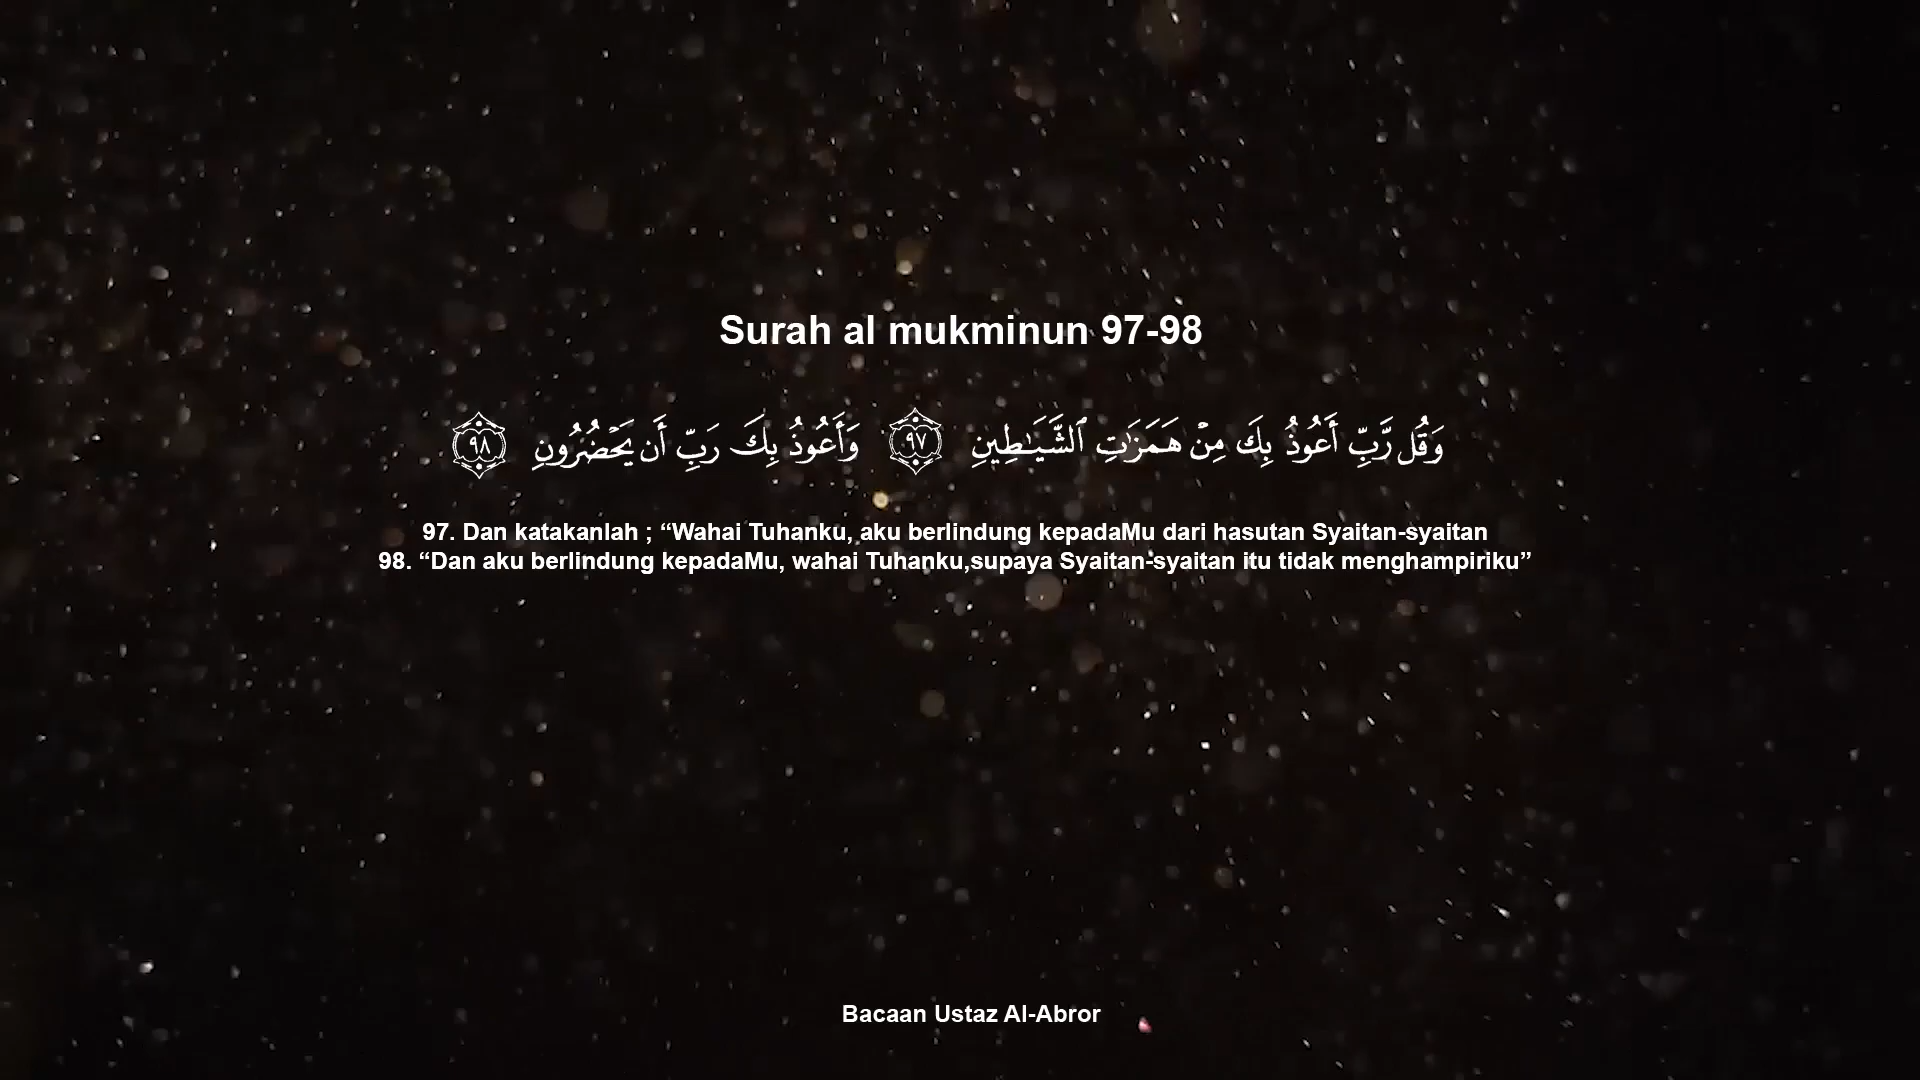 Surah al mukminun 97-98
وَقُل رَّبِّ أَعُوذُ بِكَ مِنْ هَمَزَٰتِ ٱلشَّيَـٰطِينِ ۝٩٧ وَأَعُوذُ بِكَ رَبِّ أَن يَحْضُرُونِ ۝٩٨
97. Dan katakanlah ; “Wahai Tuhanku, aku berlindung kepadaMu dari hasutan Syaitan-syaitan
98. “Dan aku berlindung kepadaMu, wahai Tuhanku,supaya Syaitan-syaitan itu tidak menghampiriku”
Bacaan Ustaz Al-Abror